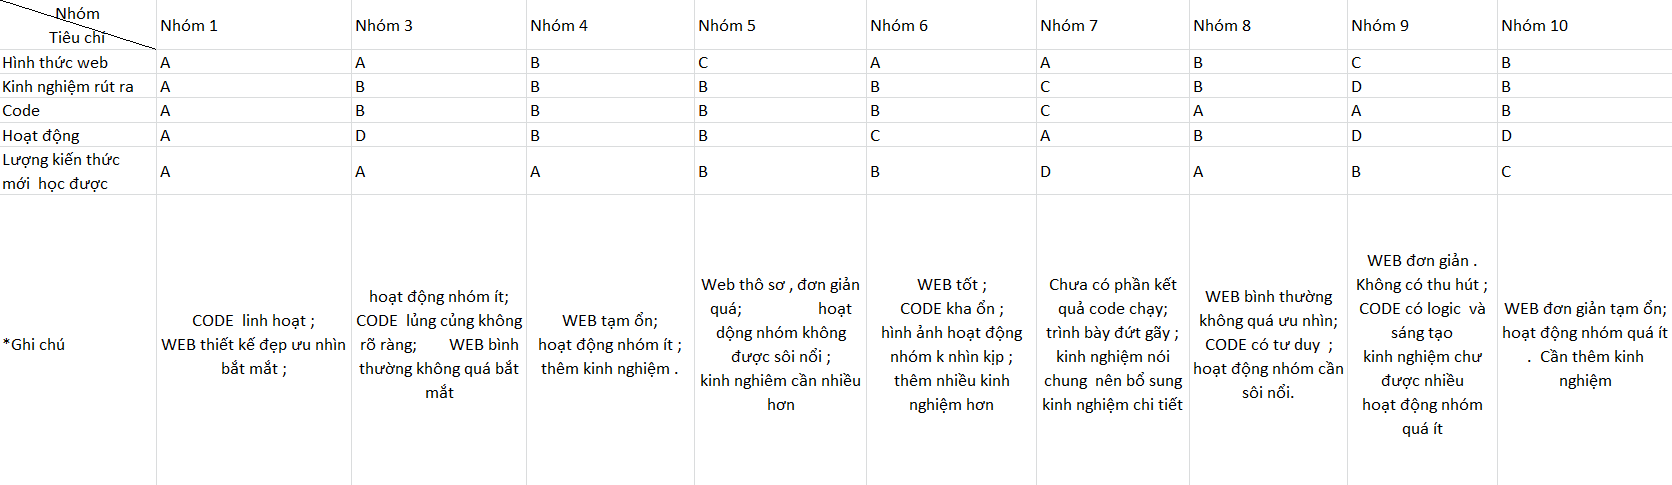 Nhóm
Tiêu chí
Nhóm 1
Nhóm 3
Nhóm 4
Nhóm 5
Nhóm 6
Nhóm 7
Nhóm 8
Nhóm 9
Nhóm 10
Hình thức web
A
A
B
C
A
A
B
C
B
Kinh nghiệm rút ra
A
B
B
B
B
C
B
D
B
Code
A
B
B
B
B
C
A
A
B
Hoạt động
A
D
B
B
C
A
B
D
D
Lượng kiến thức
mới học được
A
A
A
B
B
D
A
B
C
*Ghi chú
CODE linh hoạt ;
WEB thiết kế đẹp ưu nhìn
bắt mắt ;
hoạt động nhóm ít;
CODE lủng củng không
rõ ràng; WEB bình
thường không quá bắt
mắt
WEB tạm ổn;
hoạt động nhóm ít ;
thêm kinh nghiệm .
Web thô sơ , đơn giản
quá; hoạt
dộng nhóm không
được sôi nổi ;
kinh nghiêm cần nhiều
hơn
WEB tốt ;
CODE kha ổn ;
hình ảnh hoạt động
nhóm k nhìn kịp ;
thêm nhiều kinh
nghiệm hơn
Chưa có phần kết
quả code chạy;
trình bày đứt gãy ;
kinh nghiệm nói
chung nên bổ sung
kinh nghiệm chi tiết
WEB bình thường
không quá ưu nhìn;
CODE có tư duy ;
hoạt động nhóm cần
sôi nổi.
WEB đơn giản .
Không có thu hút ;
CODE có logic và
sáng tạo
kinh nghiệm chư
được nhiều
hoạt động nhóm
quá ít
WEB đơn giản tạm ổn;
hoạt động nhóm quá ít
. Cần thêm kinh
nghiệm